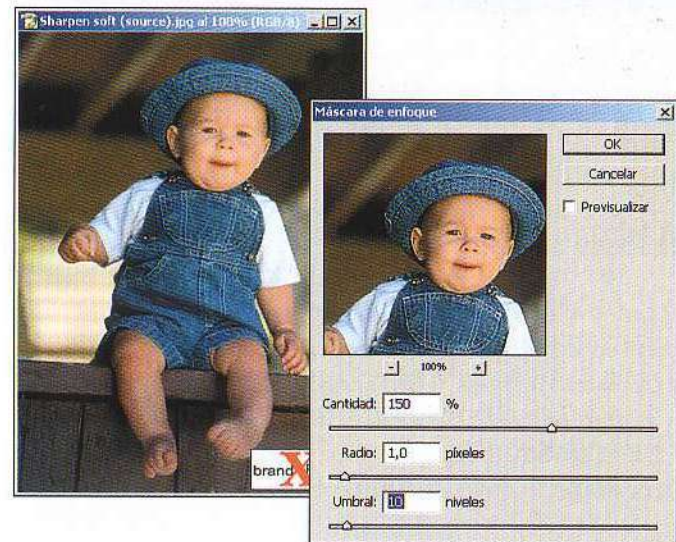 Sharpen soft (source).jpg al 100% (RGB/8)
brand X
Máscara de enfoque
OK
Cancelar
Previsualizar
- 100% +
Cantidad: 150 %
Radio: 1,0 píxeles
Umbral: 10 niveles